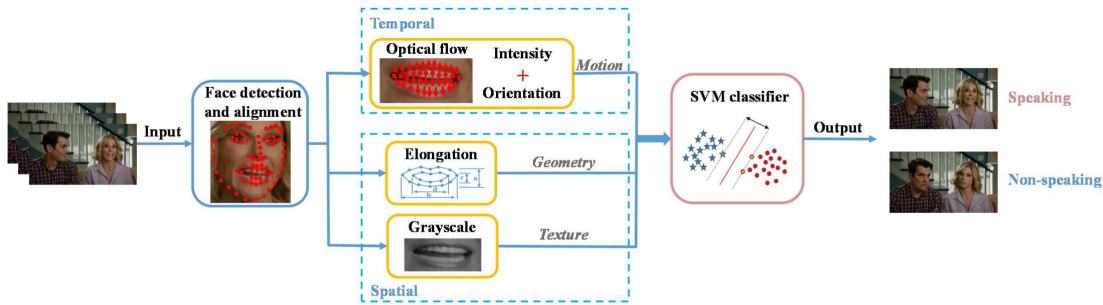 Temporal
Optical flow
Intensity
+
Orientation
Motion
Face detection
and alignment
Input
SVM classifier
Output
Speaking
Elongation
Geometry
Non-speaking
Grayscale
Texture
Spatial